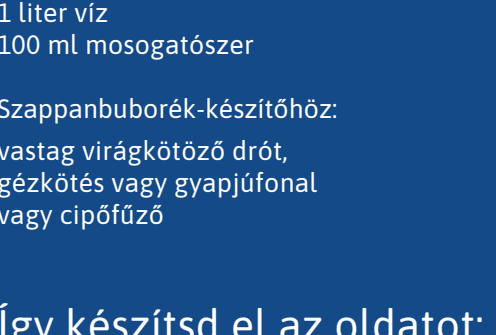 1 liter víz
100 ml mosogatószer
Szappanbuborék-készítőhöz:
vastag virágkötöző drót,
gézkötés vagy gyapjúfonal
vagy cipőfűző
Így készítsd el az oldatot: